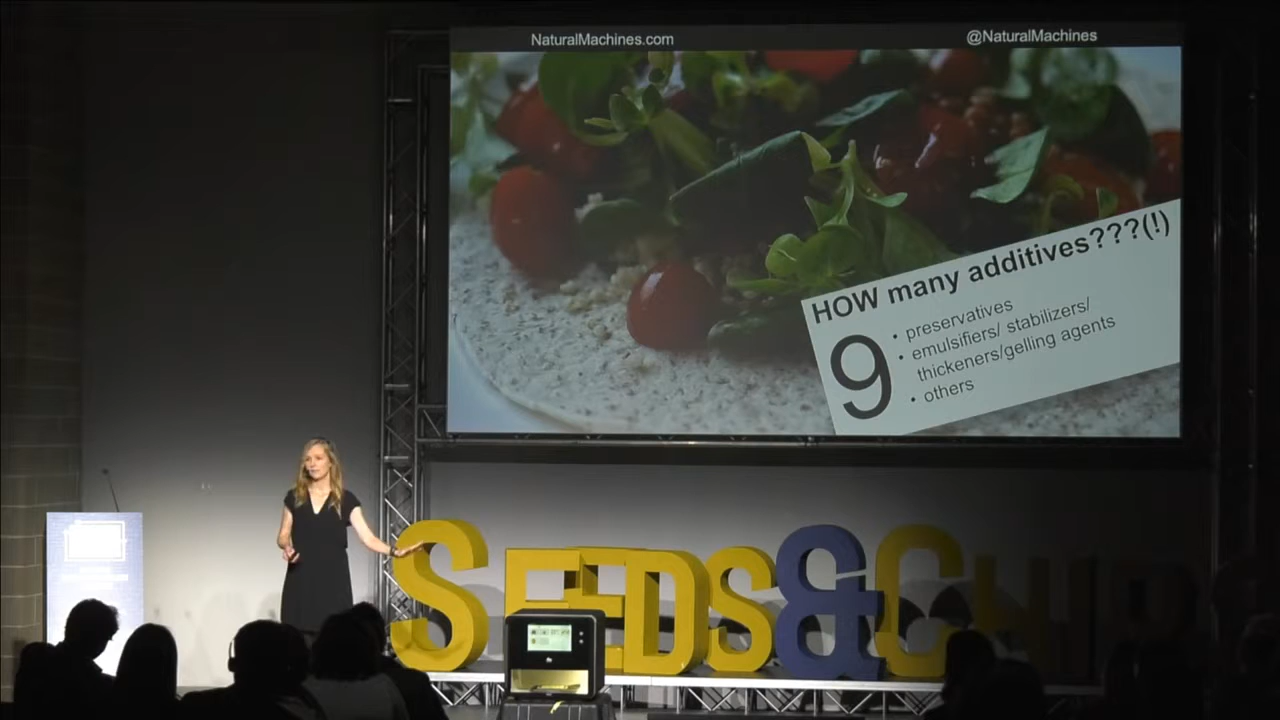 NaturalMachines.com
@NaturalMachines
HOW many additives???(!)
9
• preservatives
• emulsifiers/ stabilizers/
thickeners/gelling agents
• others
SEEDS&CHIPS